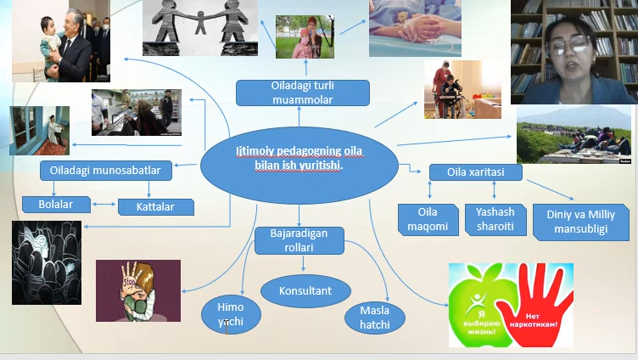 Oiladagi turli
muammolar
Ijtimoiy pedagogning oila
bilan ish yuritishi.
Oiladagi munosabatlar
Bolalar
Kattalar
Oila xaritasi
Oila
maqomi
Yashash
sharoiti
Diniy va Milliy
mansubligi
Bajaradigan
rollari
Himo
yachi
Konsultant
Masla
hatchi
STOP
Я
выбираю
жизнь!
Нет
наркотикам!